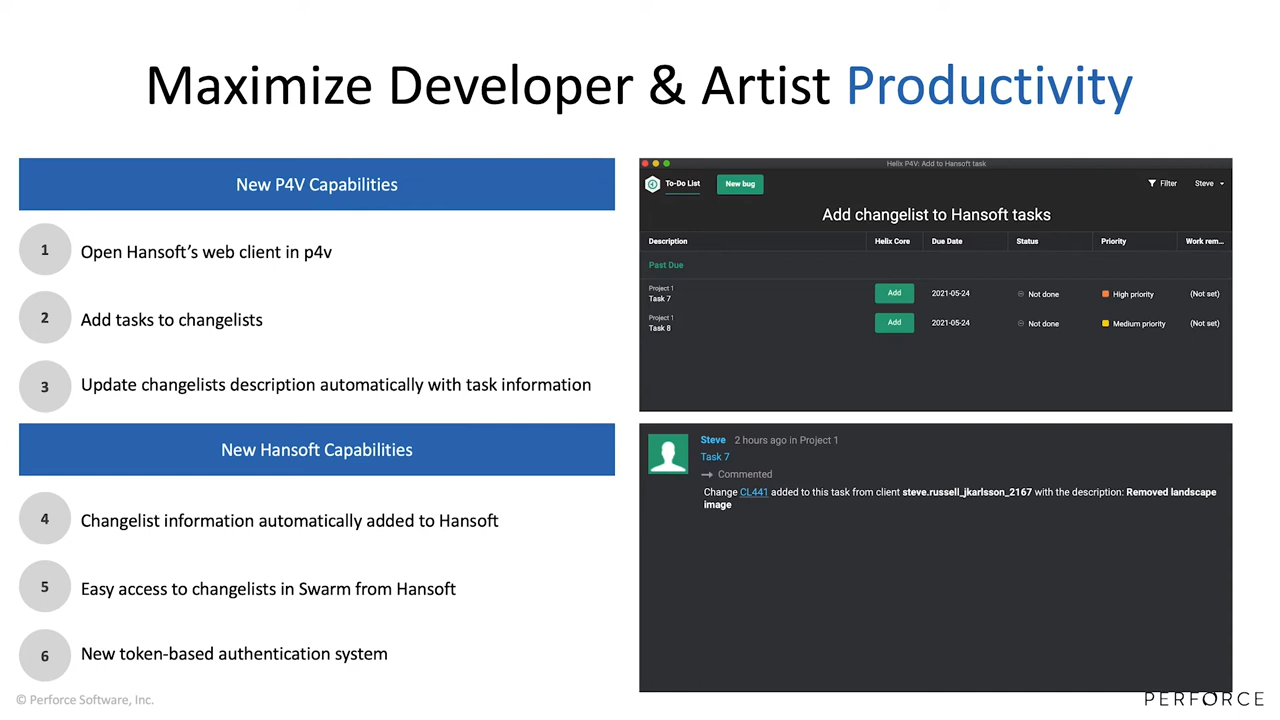 Maximize Developer & Artist Productivity
New P4V Capabilities
1
Open Hansoft’s web client in p4v
2
Add tasks to changelists
3
Update changelists description automatically with task information
New Hansoft Capabilities
4
Changelist information automatically added to Hansoft
5
Easy access to changelists in Swarm from Hansoft
6
New token-based authentication system
Helix P4V: Add to Hansoft task
To-Do List New bug Filter Steve
Add changelist to Hansoft tasks
Description Helix Core Due Date Status Priority Work rem...
Past Due
Project 1
Task 7 Add 2021-05-24 Not done High priority (Not set)
Project 1
Task 8 Add 2021-05-24 Not done Medium priority (Not set)
Steve 2 hours ago in Project 1
Task 7
Commented
Change CL441 added to this task from client steve.russell_jkarlsson_2167 with the description: Removed landscape
image
© Perforce Software, Inc.
PERFORCE